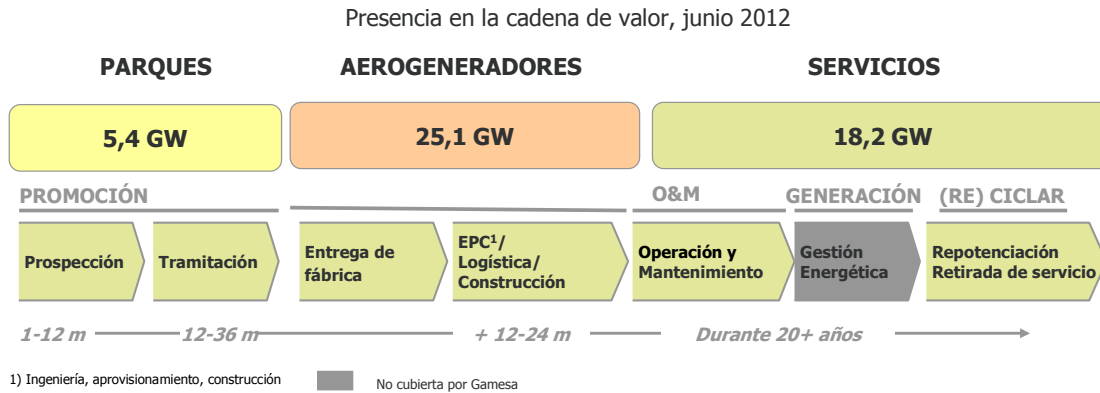 Presencia en la cadena de valor, junio 2012
PARQUES
AEROGENERADORES
SERVICIOS
5,4 GW
25,1 GW
18,2 GW
PROMOCIÓN
O&M
GENERACIÓN
(RE) CICLAR
Prospección
Tramitación
Entrega de
fábrica
EPC¹/
Logística/
Construcción
Operación y
Mantenimiento
Gestión
Energética
Repotenciación
Retirada de servicio
1-12 m
12-36 m
+ 12-24 m
Durante 20+ años
1) Ingeniería, aprovisionamiento, construcción
No cubierta por Gamesa